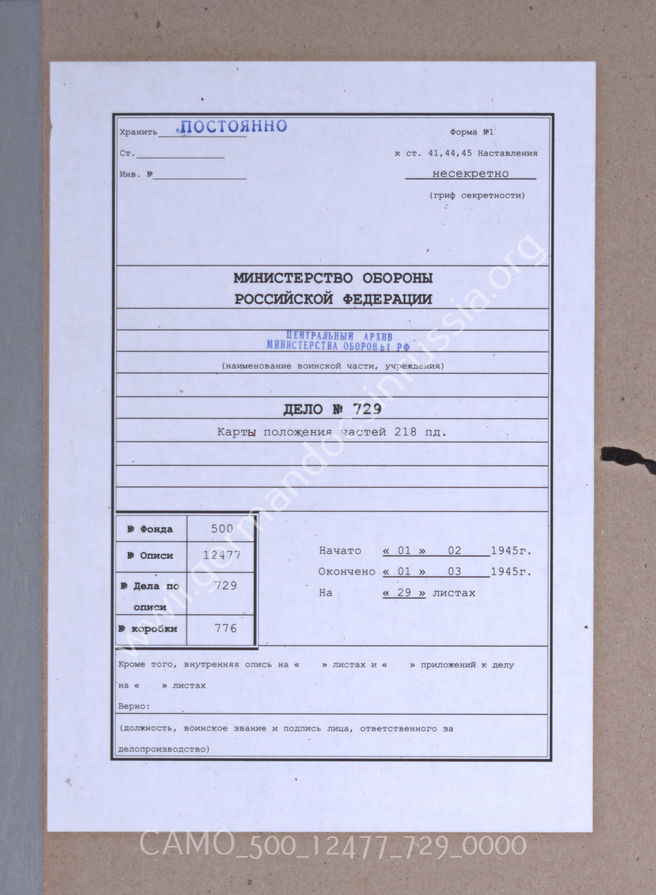 Хранить ПОСТОЯННО
Форма №1
Ст.
к ст. 41,44,45 Наставления
Инв. №
несекретно
(гриф секретности)
МИНИСТЕРСТВО ОБОРОНЫ
РОССИЙСКОЙ ФЕДЕРАЦИИ
ЦЕНТРАЛЬНЫЙ АРХИВ
МИНИСТЕРСТВА ОБОРОНЫ РФ
(наименование воинской части, учреждения)
ДЕЛО № 729
Карты положения частей 218 пд.
№ Фонда 500
№ Описи 12477
№ Дела по описи 729
№ коробки 776
Начато « 01 » 02 1945г.
Окончено « 01 » 03 1945г.
На « 29 » листах
Кроме того, внутренняя опись на « » листах и « » приложений к делу
на « » листах
Верно:
(должность, воинское звание и подпись лица, ответственного за
делопроизводство)
www.germandocsinrussia.org
CAMO_500_12477_729_0000